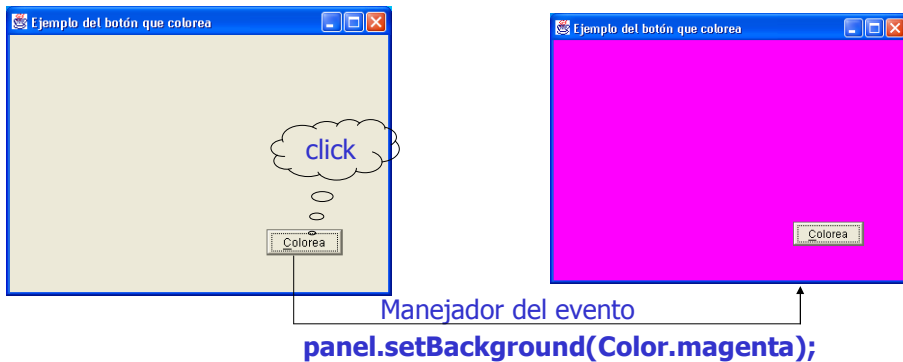 Ejemplo del botón que colorea
click
Colorea
Ejemplo del botón que colorea
Colorea
Manejador del evento
panel.setBackground(Color.magenta);